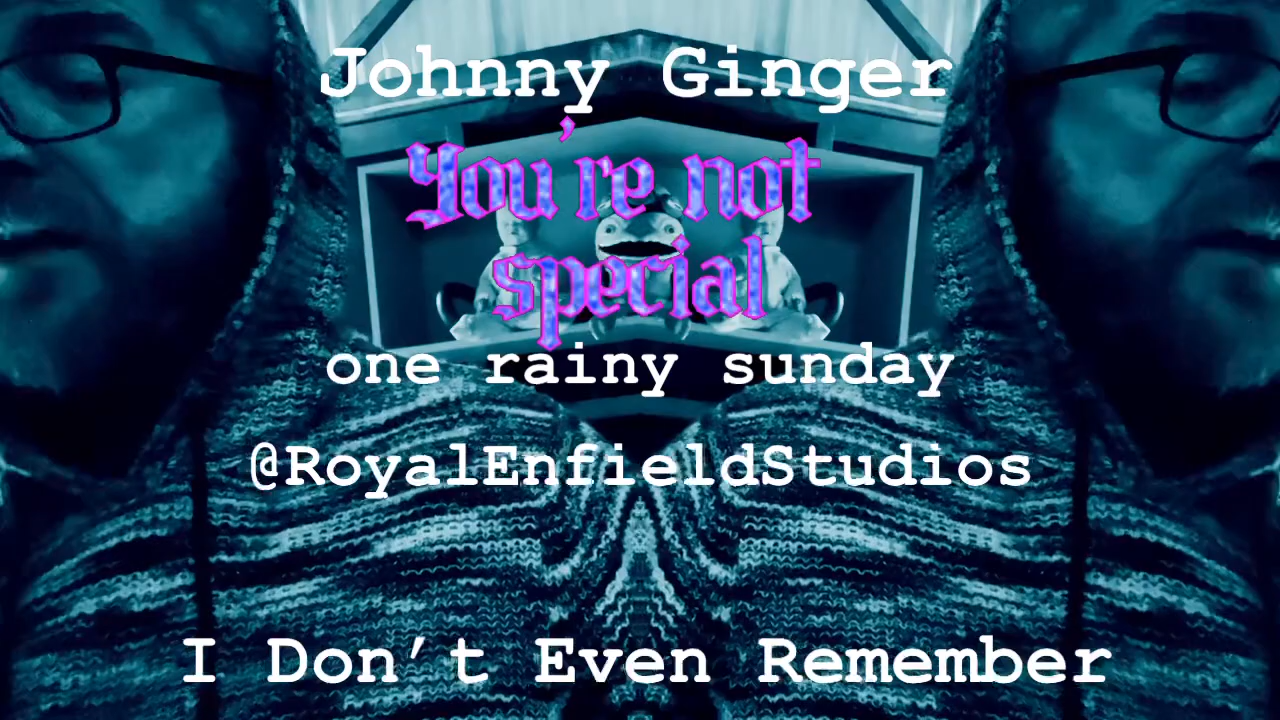 Johnny Ginger
You're not
special
one rainy sunday
@RoyalEnfieldStudios
I Don't Even Remember